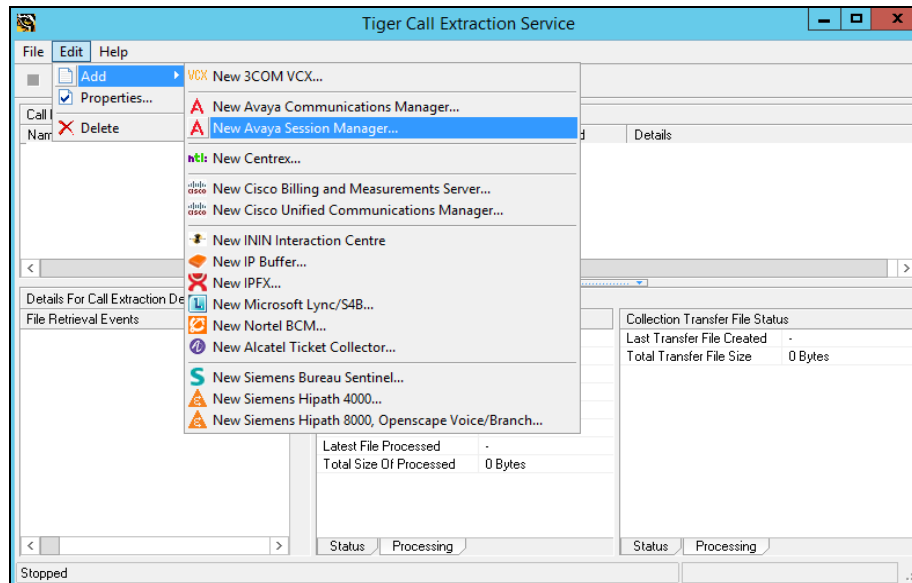 Tiger Call Extraction Service
File Edit Help
Add
Properties...
Delete
VCX New 3COM VCX...
New Avaya Communications Manager...
New Avaya Session Manager...
ntl: New Centrex...
cisco New Cisco Billing and Measurements Server...
cisco New Cisco Unified Communications Manager...
New ININ Interaction Centre
New IP Buffer...
New IPFX...
New Microsoft Lync/S4B...
New Nortel BCM...
New Alcatel Ticket Collector...
New Siemens Bureau Sentinel...
New Siemens Hipath 4000...
New Siemens Hipath 8000, Openscape Voice/Branch...
Call
Details
Details For Call Extraction
File Retrieval Events
Latest File Processed -
Total Size Of Processed 0 Bytes
Status Processing
Collection Transfer File Status
Last Transfer File Created -
Total Transfer File Size 0 Bytes
Status Processing
Stopped